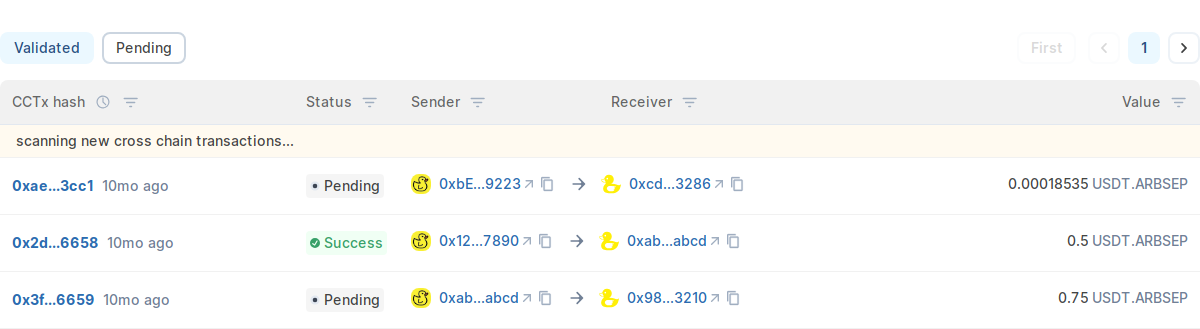 Validated Pending First 1
CCTx hash Status Sender Receiver Value
scanning new cross chain transactions...
0xae...3cc1 10mo ago Pending 0xbE...9223 0xcd...3286 0.00018535 USDT.ARBSEP
0x2d...6658 10mo ago Success 0x12...7890 0xab...abcd 0.5 USDT.ARBSEP
0x3f...6659 10mo ago Pending 0xab...abcd 0x98...3210 0.75 USDT.ARBSEP